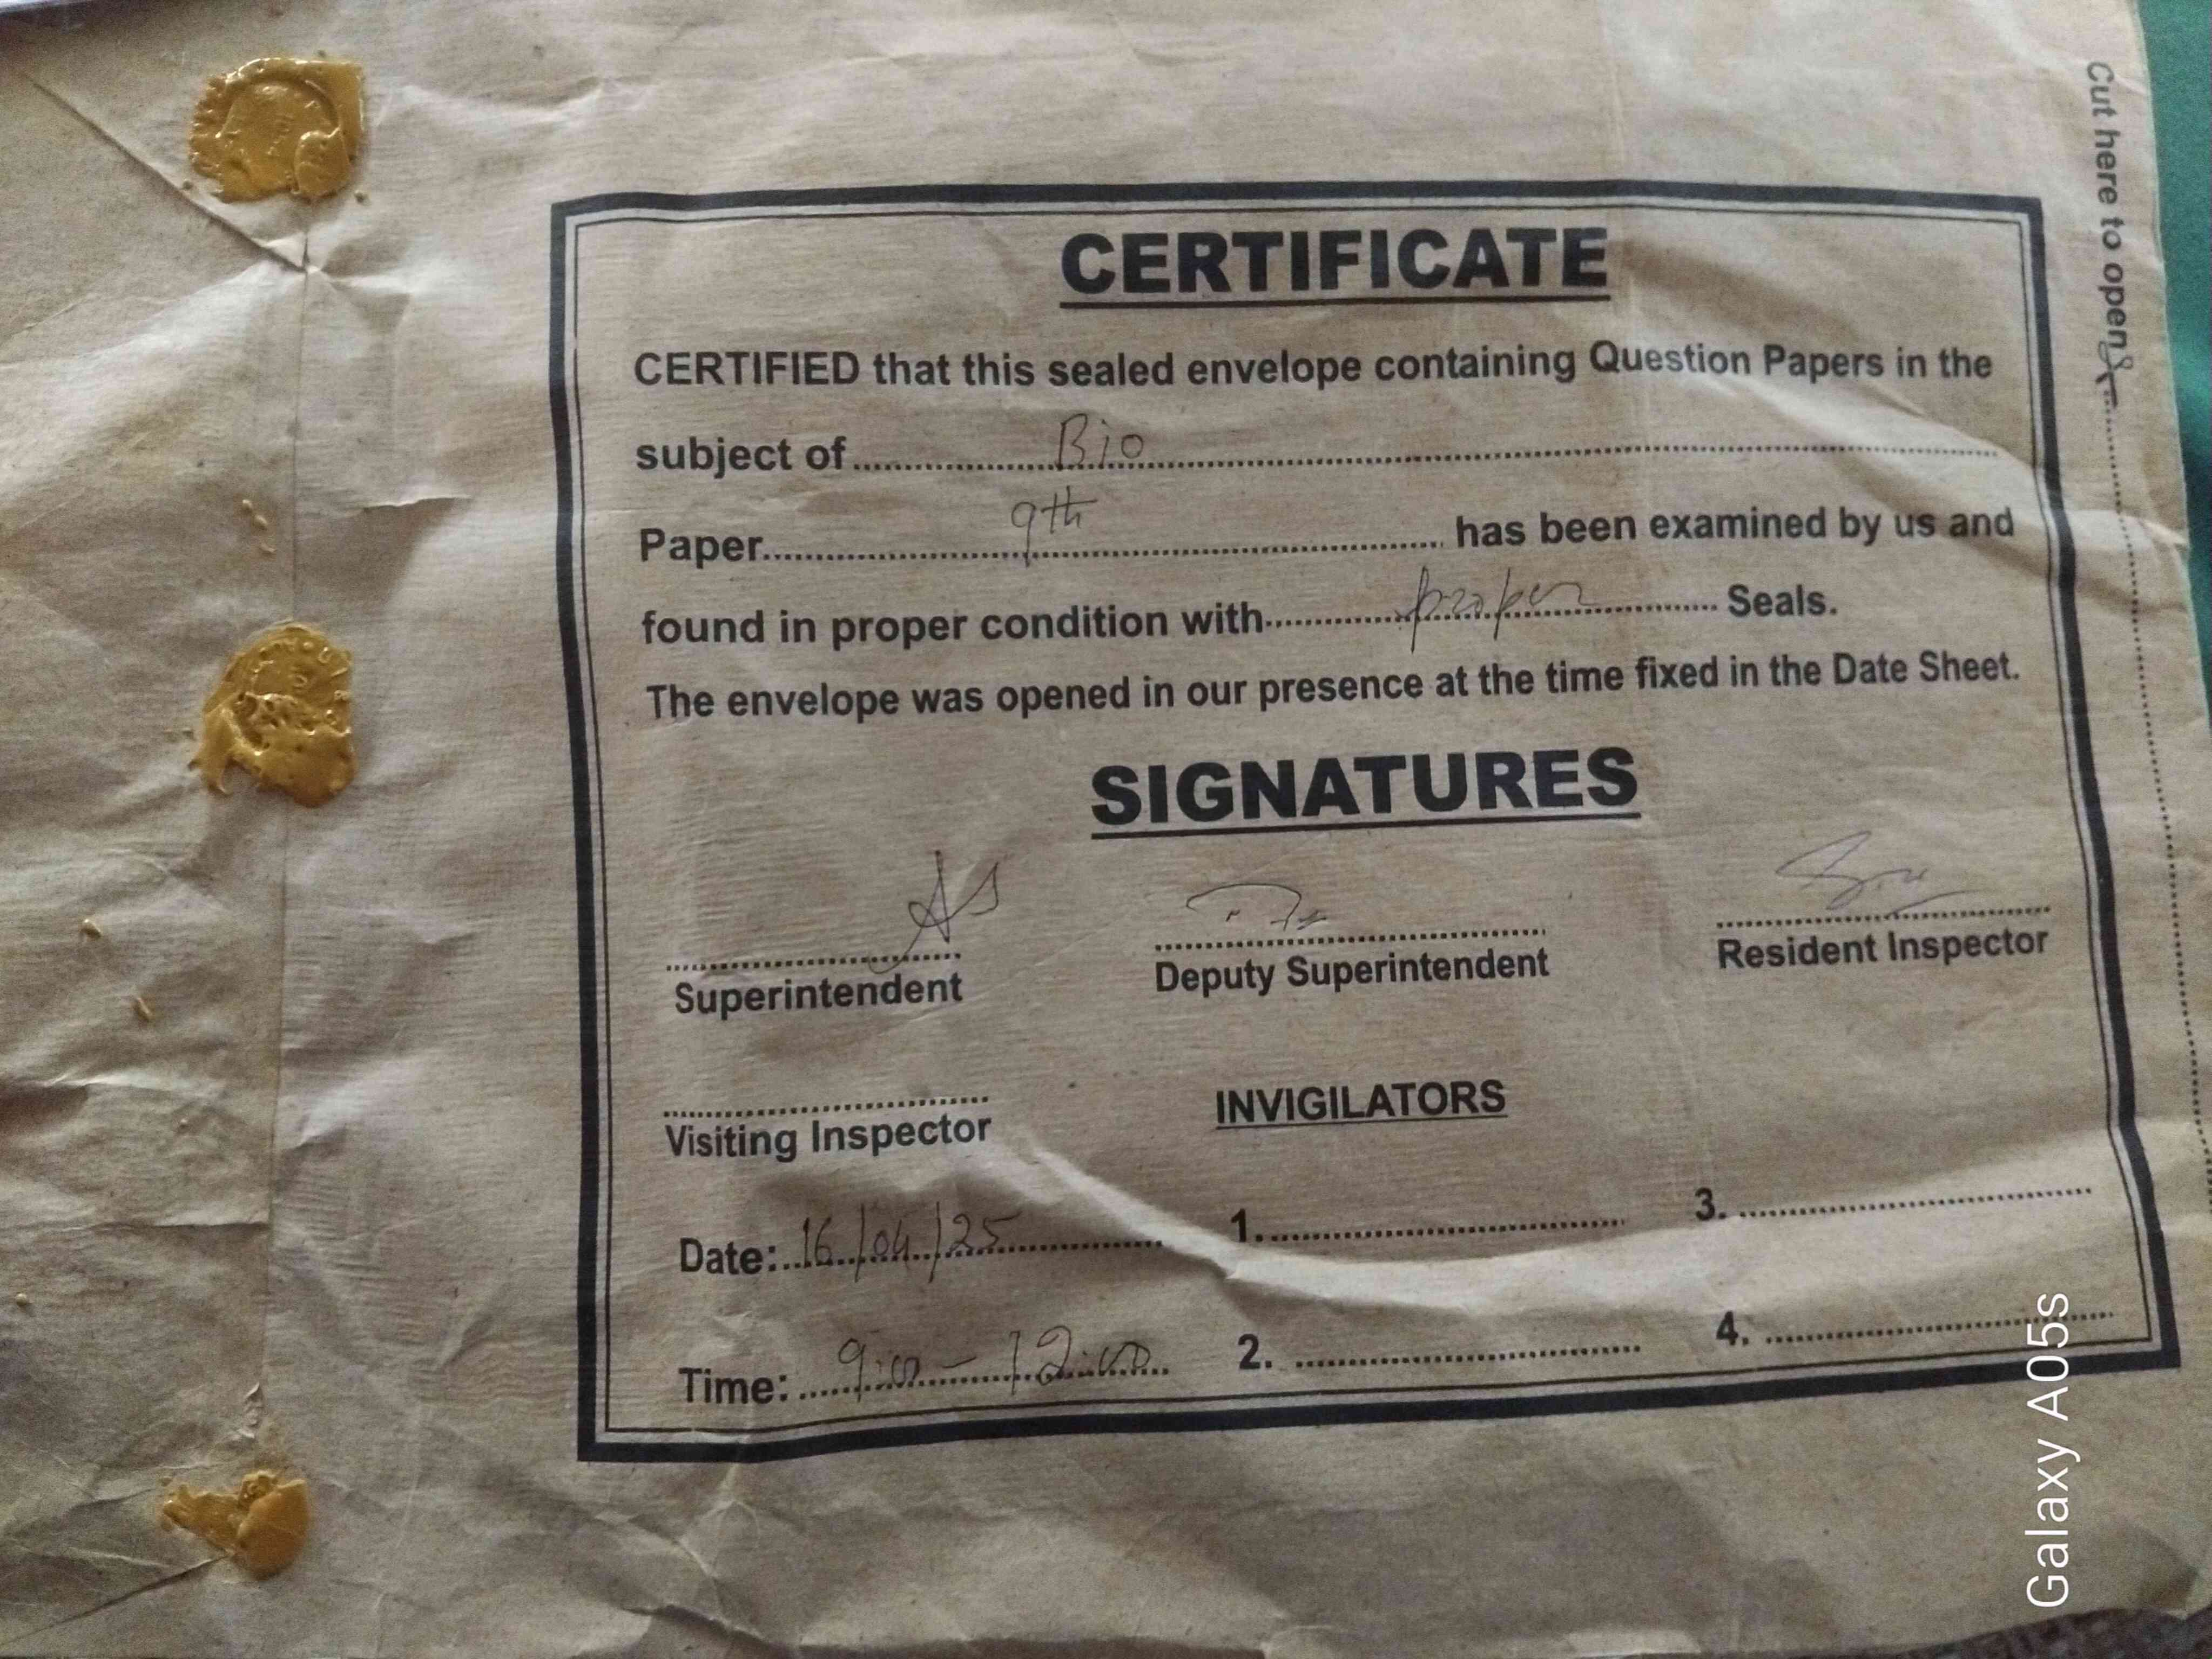 Cut here to open
CERTIFICATE
CERTIFIED that this sealed envelope containing Question Papers in the
subject of Bio
Paper 9th has been examined by us and
found in proper condition with proper Seals.
The envelope was opened in our presence at the time fixed in the Date Sheet.
SIGNATURES
Superintendent Deputy Superintendent Resident Inspector
Visiting Inspector INVIGILATORS
Date: 16/04/25 1. 3.
Time: 9:00 - 12:00 2. 4.
Galaxy A05s